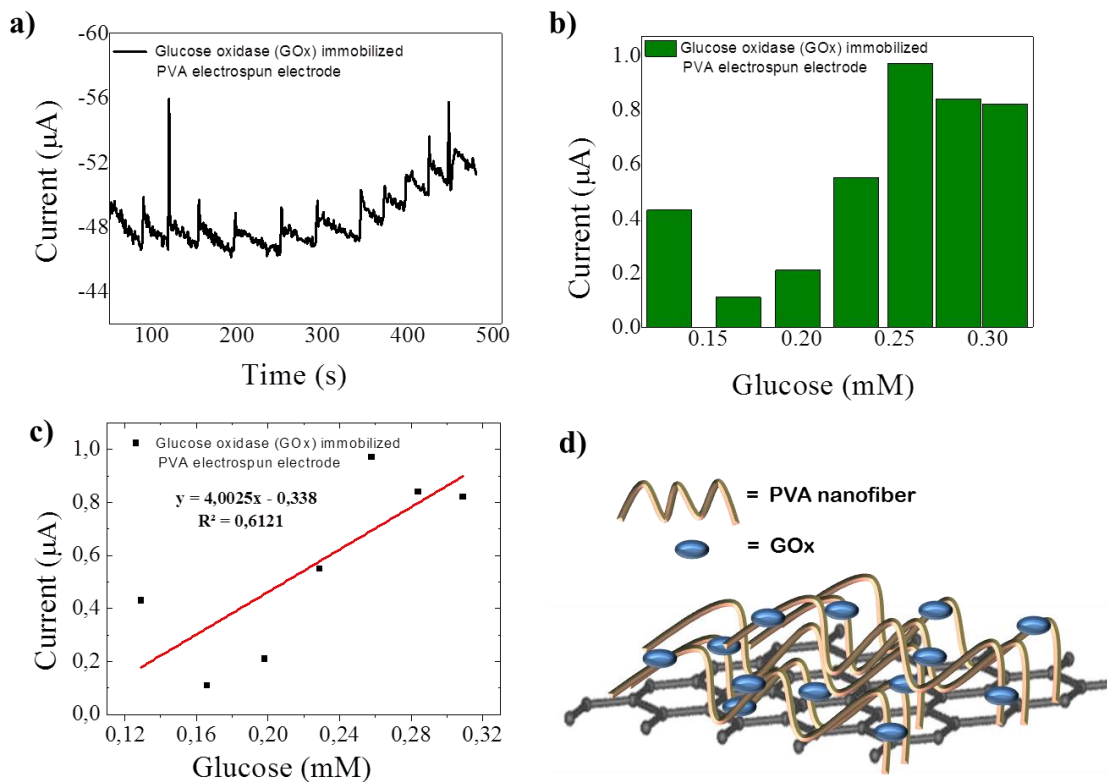 a)
-60
-56
-52
-48
-44
Current (µA)
Glucose oxidase (GOx) immobilized
PVA electrospun electrode
100 200 300 400 500
Time (s)
b)
1.0
0.8
0.6
0.4
0.2
0.0
Current (µA)
Glucose oxidase (GOx) immobilized
PVA electrospun electrode
0.15 0.20 0.25 0.30
Glucose (mM)
c)
1,0
0,8
0,6
0,4
0,2
0,0
Current (µA)
Glucose oxidase (GOx) immobilized
PVA electrospun electrode
y = 4,0025x - 0,338
R² = 0,6121
0,12 0,16 0,20 0,24 0,28 0,32
Glucose (mM)
d)
= PVA nanofiber
= GOx